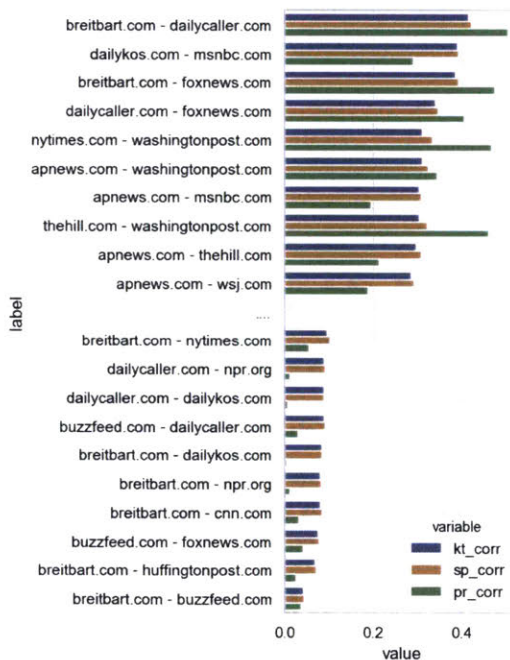 breitbart.com - dailycaller.com
dailykos.com - msnbc.com
breitbart.com - foxnews.com
dailycaller.com - foxnews.com
nytimes.com - washingtonpost.com
apnews.com - washingtonpost.com
apnews.com - msnbc.com
thehill.com - washingtonpost.com
apnews.com - thehill.com
apnews.com - wsj.com
....
label
breitbart.com - nytimes.com
dailycaller.com - npr.org
dailycaller.com - dailykos.com
buzzfeed.com - dailycaller.com
breitbart.com - dailykos.com
breitbart.com - npr.org
breitbart.com - cnn.com
buzzfeed.com - foxnews.com
breitbart.com - huffingtonpost.com
breitbart.com - buzzfeed.com
variable
kt_corr
sp_corr
pr_corr
0.0 0.2 0.4
value